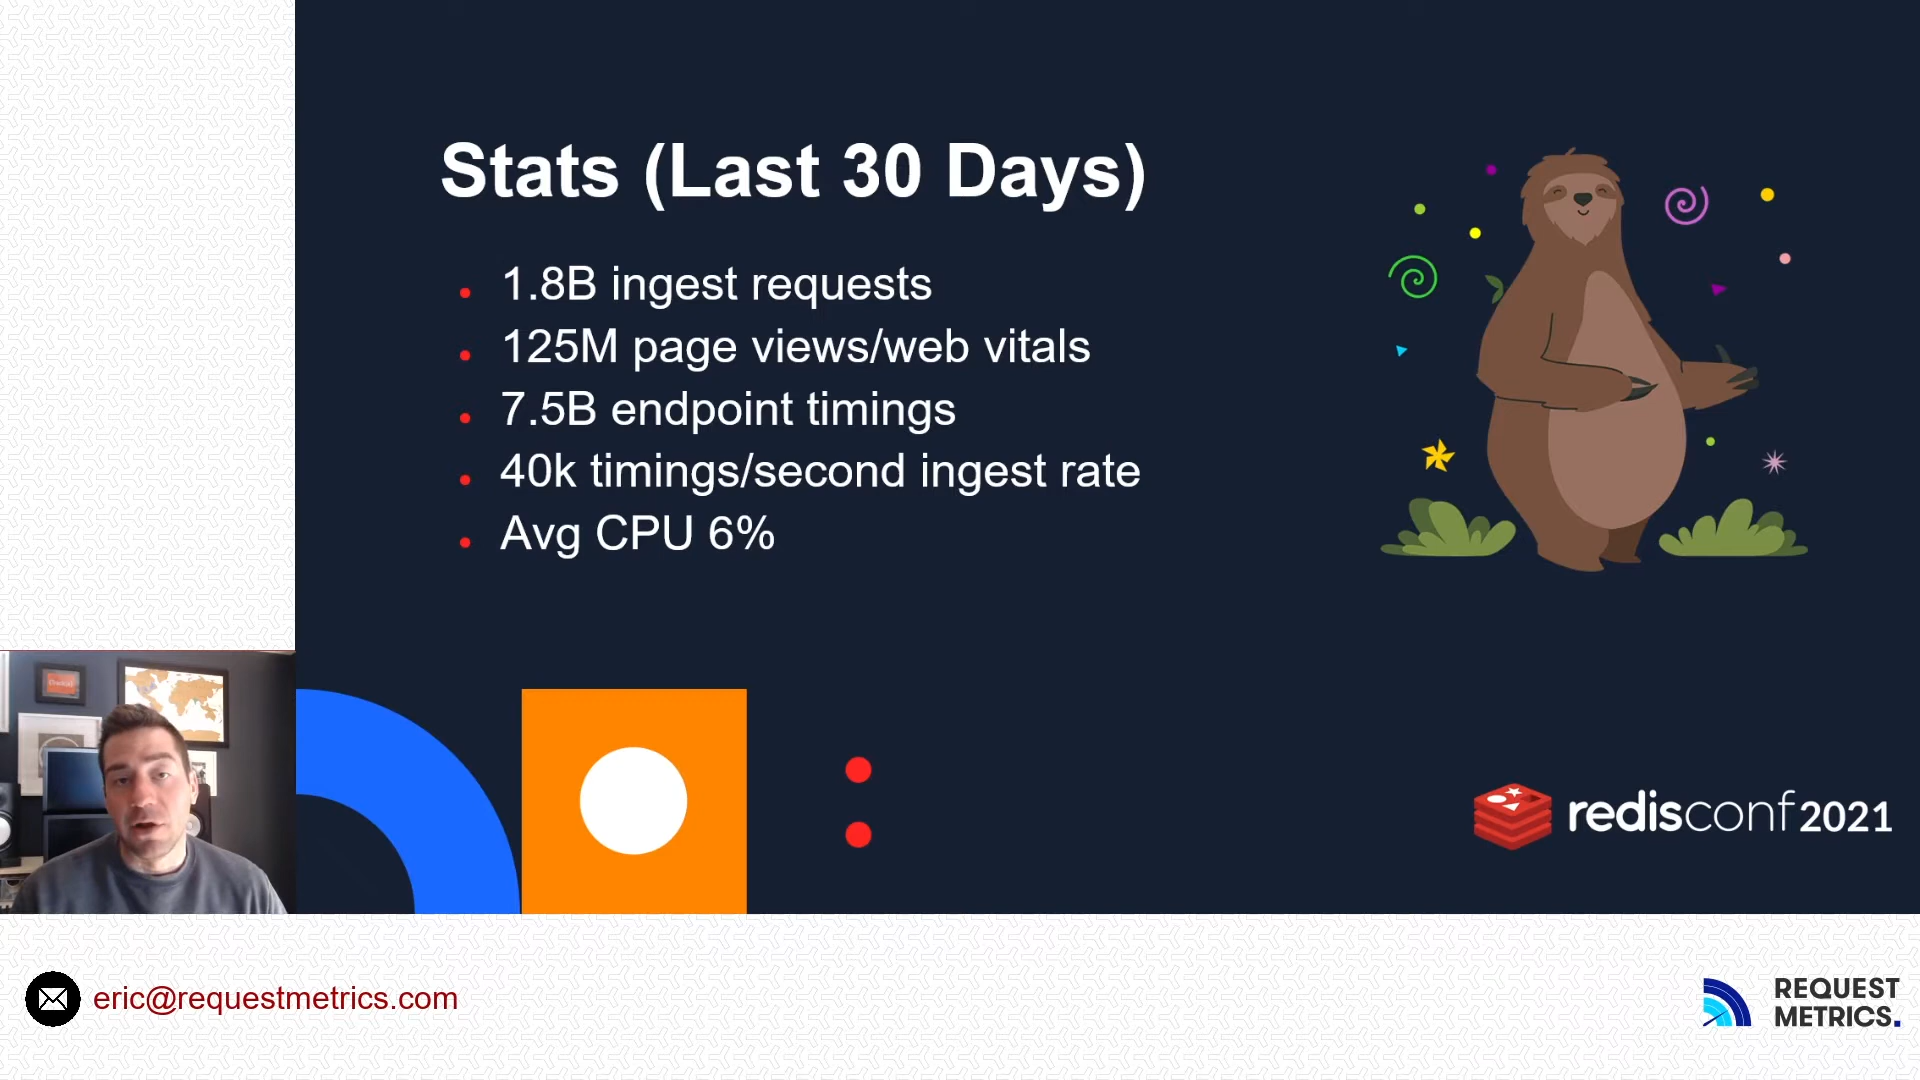 Stats (Last 30 Days)
1.8B ingest requests
125M page views/web vitals
7.5B endpoint timings
40k timings/second ingest rate
Avg CPU 6%
redisconf2021
eric@requestmetrics.com
REQUEST
METRICS.